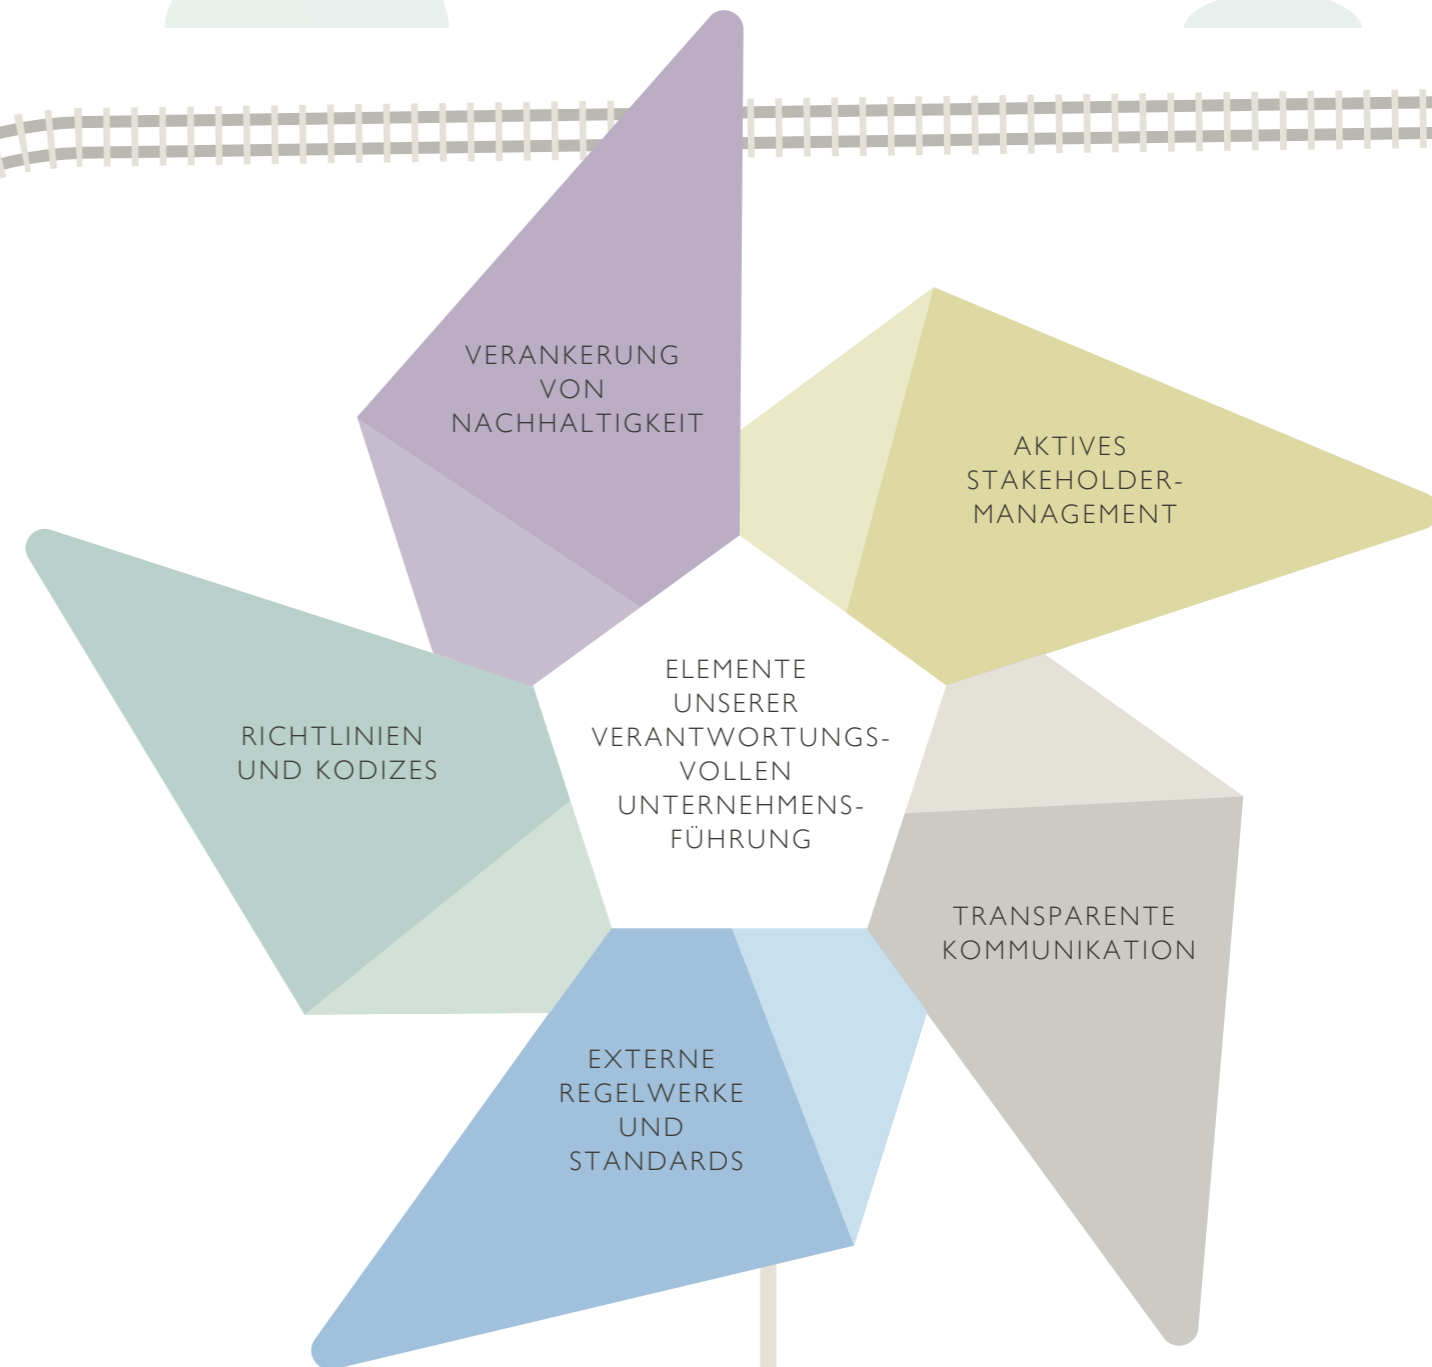 VERANKERUNG
VON
NACHHALTIGKEIT
AKTIVES
STAKEHOLDER-
MANAGEMENT
ELEMENTE
UNSERER
VERANTWORTUNGS-
VOLLEN
UNTERNEHMENS-
FÜHRUNG
RICHTLINIEN
UND KODIZES
TRANSPARENTE
KOMMUNIKATION
EXTERNE
REGELWERKE
UND
STANDARDS